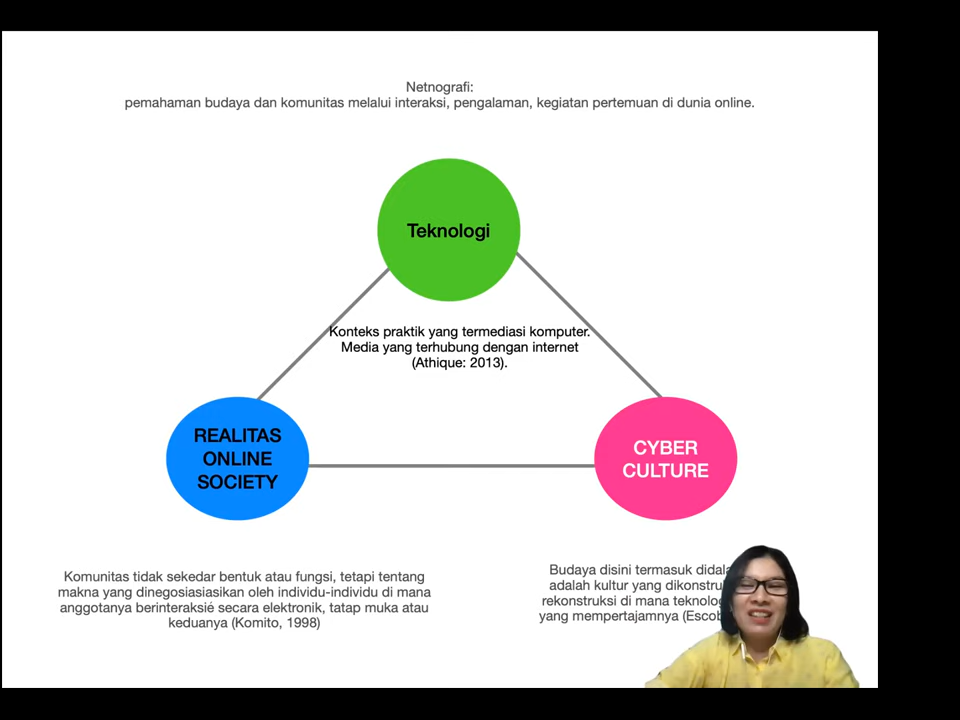 Netnografi:
pemahaman budaya dan komunitas melalui interaksi, pengalaman, kegiatan pertemuan di dunia online.
Teknologi
Konteks praktik yang termediasi komputer.
Media yang terhubung dengan internet
(Athique: 2013).
REALITAS
ONLINE
SOCIETY
CYBER
CULTURE
Komunitas tidak sekedar bentuk atau fungsi, tetapi tentang
makna yang dinegosiasiasikan oleh individu-individu di mana
anggotanya berinteraksié secara elektronik, tatap muka atau
keduanya (Komito, 1998)
Budaya disini termasuk
adalah kultur yang
rekonstruksi di mana
yang mempertajamnya